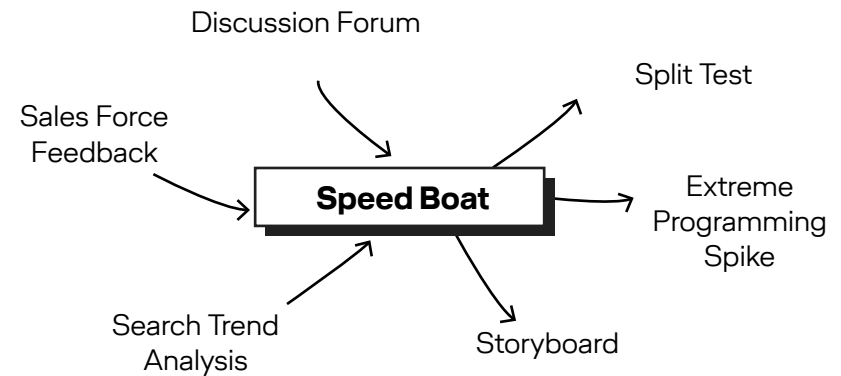 Discussion Forum
Split Test
Sales Force
Feedback
Speed Boat
Extreme
Programming
Spike
Search Trend
Analysis
Storyboard